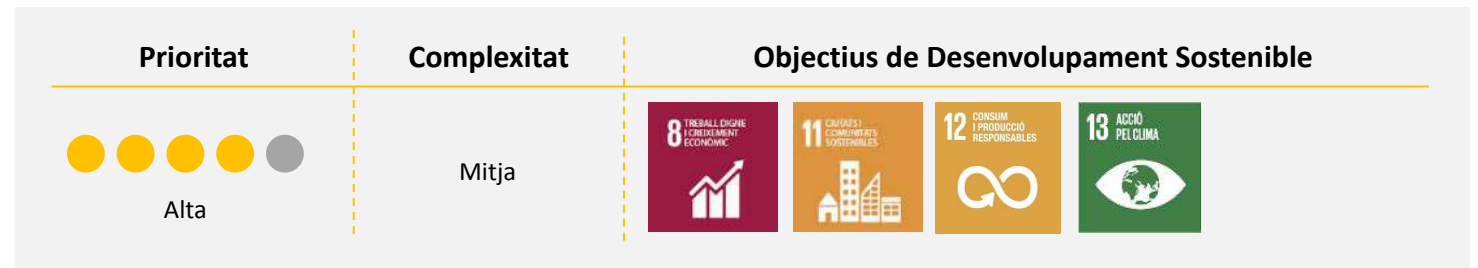 Prioritat
Complexitat
Objectius de Desenvolupament Sostenible
Alta
Mitja
8 TREBALL DIGNE
I CREIXEMENT
ECONÒMIC
11 CIUTATS I
COMUNITATS
SOSTENIBLES
12 CONSUM
I PRODUCCIÓ
RESPONSABLES
13 ACCIÓ
PEL CLIMA